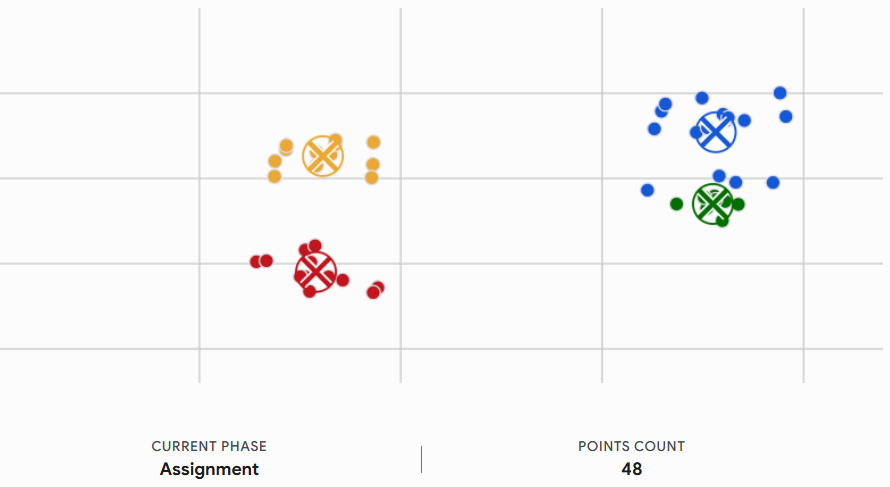 CURRENT PHASE
Assignment
POINTS COUNT
48